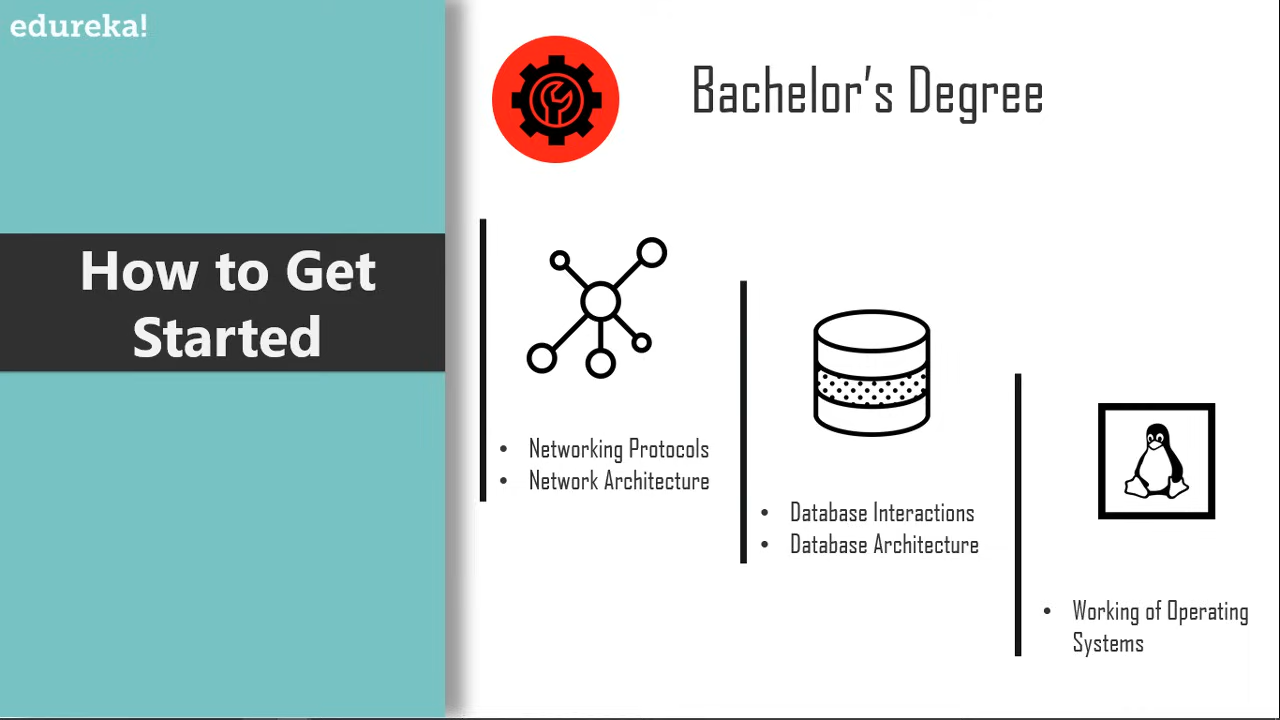 edureka!
How to Get
Started
Bachelor's Degree
• Networking Protocols
• Network Architecture
• Database Interactions
• Database Architecture
• Working of Operating
Systems